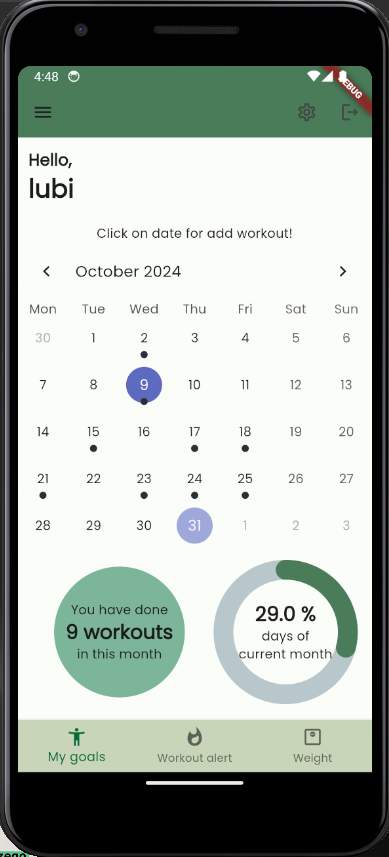 4:48
DEBUG
Hello,
lubi
Click on date for add workout!
October 2024
Mon Tue Wed Thu Fri Sat Sun
30 1 2 3 4 5 6
7 8 9 10 11 12 13
14 15 16 17 18 19 20
21 22 23 24 25 26 27
28 29 30 31 1 2 3
You have done
9 workouts
in this month
29.0 %
days of
current month
My goals Workout alert Weight